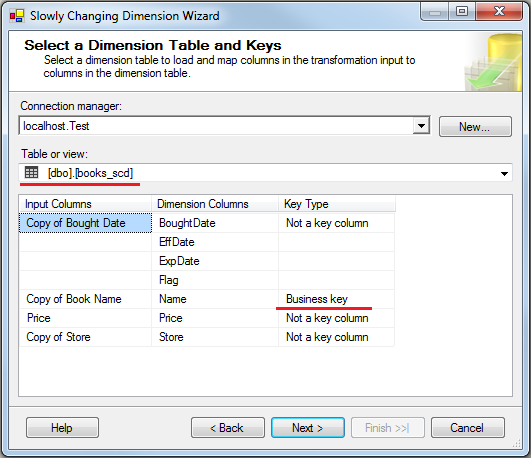 Slowly Changing Dimension Wizard
Select a Dimension Table and Keys
Select a dimension table to load and map columns in the transformation input to
columns in the dimension table.
Connection manager:
localhost.Test
New...
Table or view:
[dbo].[books_scd]
Input Columns Dimension Columns Key Type
Copy of Bought Date BoughtDate Not a key column
EffDate
ExpDate
Flag
Copy of Book Name Name Business key
Price Price Not a key column
Copy of Store Store Not a key column
Help < Back Next > Finish >>| Cancel